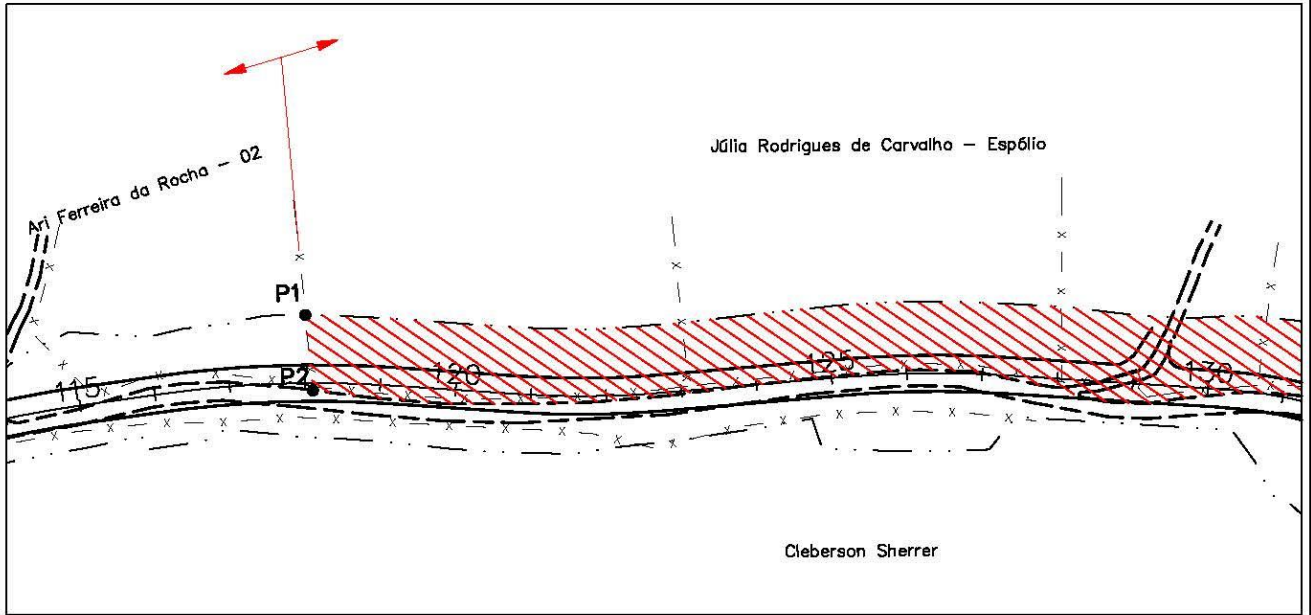 Júlia Rodrigues de Carvalho - Espólio
Ari Ferreira da Rocha - 02
P1
P2
115
120
125
130
Cleberson Sherrer